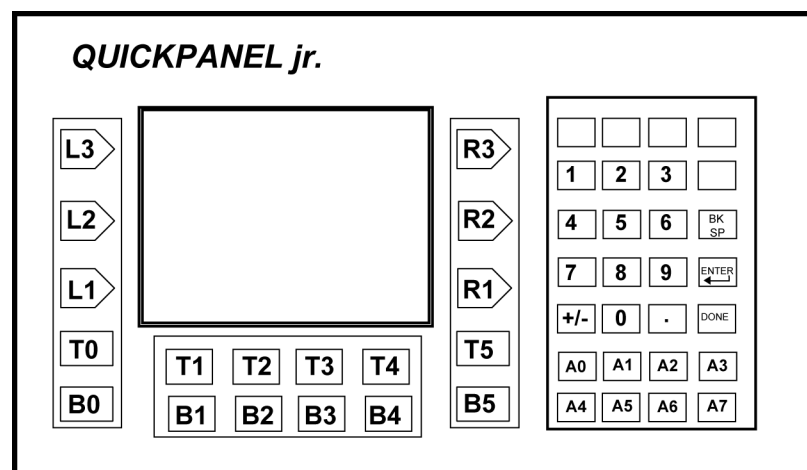 QUICKPANEL jr.
L3
L2
L1
T0
B0
T1 T2 T3 T4
B1 B2 B3 B4
R3
R2
R1
T5
B5
1 2 3
4 5 6 BK SP
7 8 9 ENTER
+/- 0 . DONE
A0 A1 A2 A3
A4 A5 A6 A7